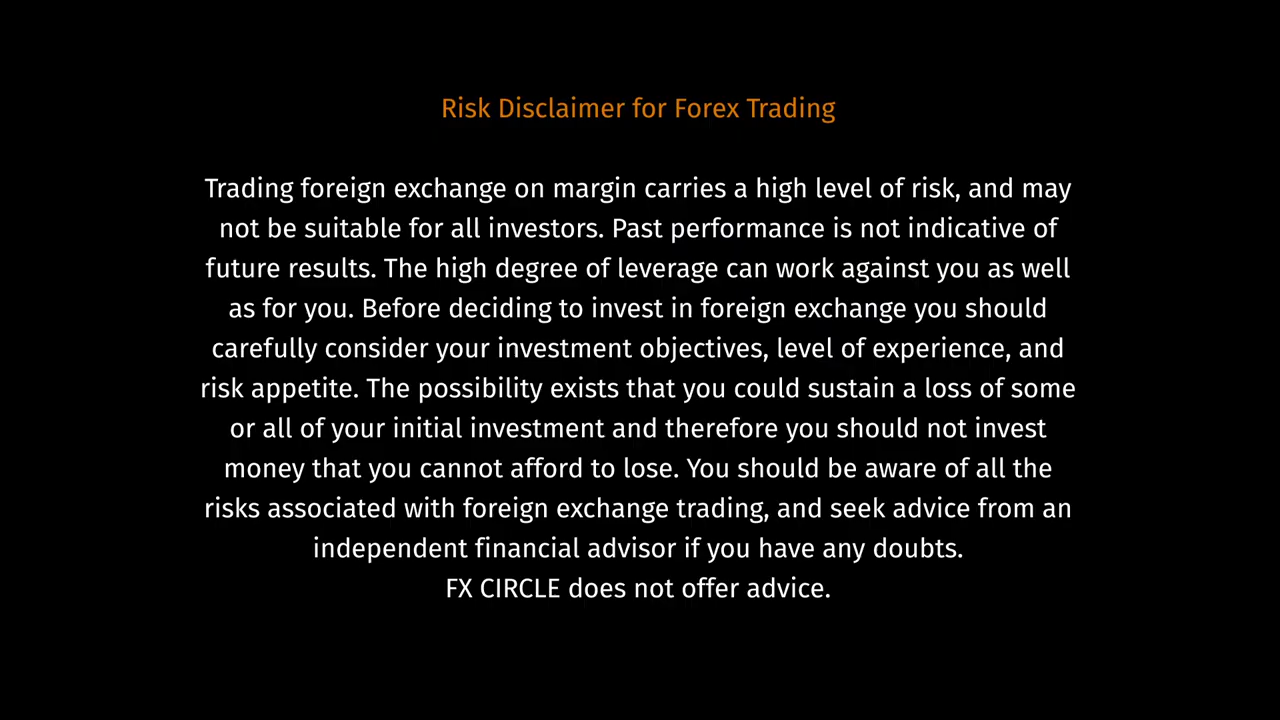 Risk Disclaimer for Forex Trading
Trading foreign exchange on margin carries a high level of risk, and may
not be suitable for all investors. Past performance is not indicative of
future results. The high degree of leverage can work against you as well
as for you. Before deciding to invest in foreign exchange you should
carefully consider your investment objectives, level of experience, and
risk appetite. The possibility exists that you could sustain a loss of some
or all of your initial investment and therefore you should not invest
money that you cannot afford to lose. You should be aware of all the
risks associated with foreign exchange trading, and seek advice from an
independent financial advisor if you have any doubts.
FX CIRCLE does not offer advice.